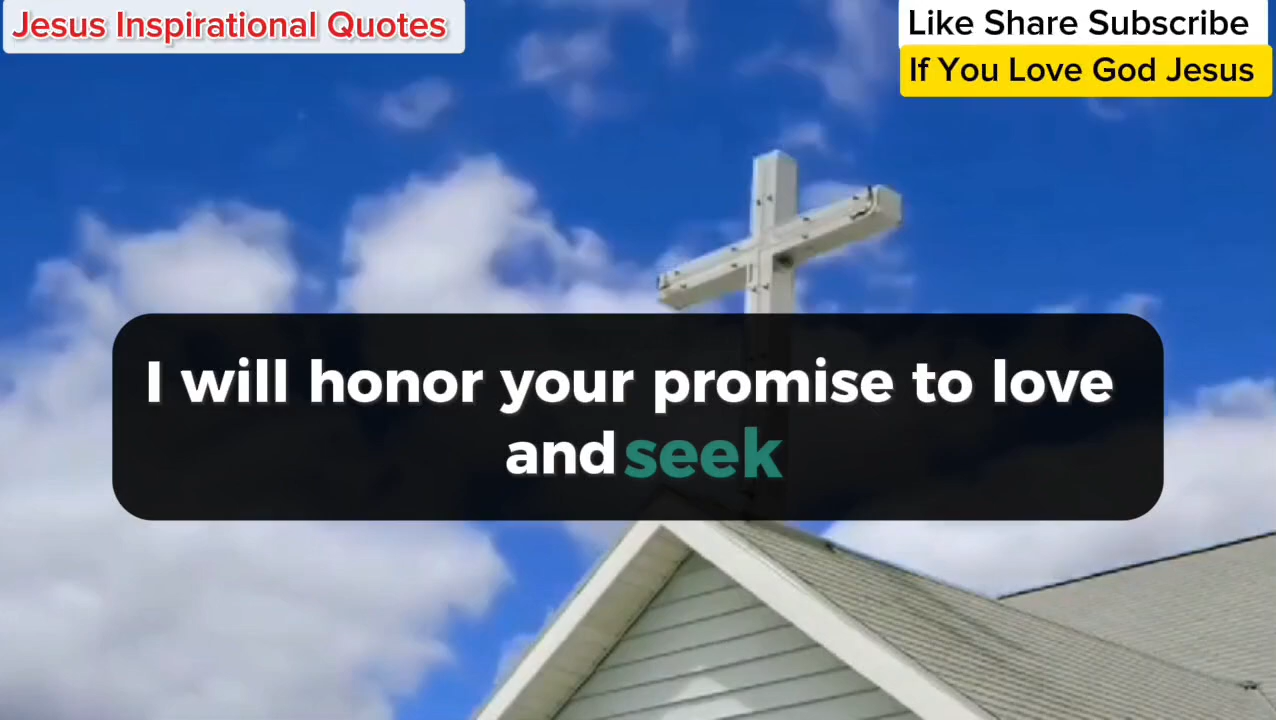 Jesus Inspirational Quotes
Like Share Subscribe
If You Love God Jesus
I will honor your promise to love
and seek